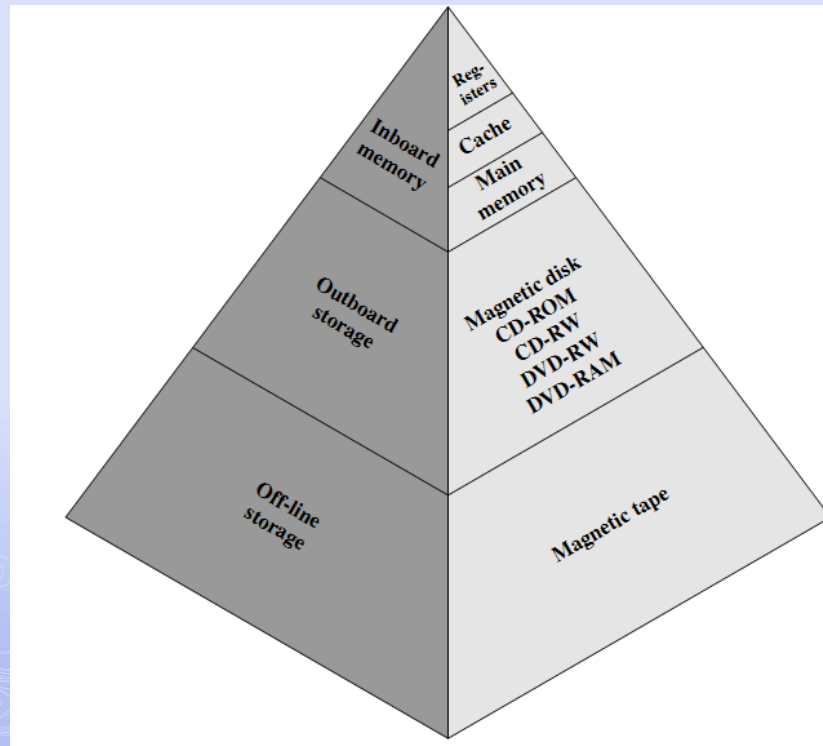 Reg-
isters
Cache
Main
memory
Inboard
memory
Magnetic disk
CD-ROM
CD-RW
DVD-RW
DVD-RAM
Outboard
storage
Magnetic tape
Off-line
storage